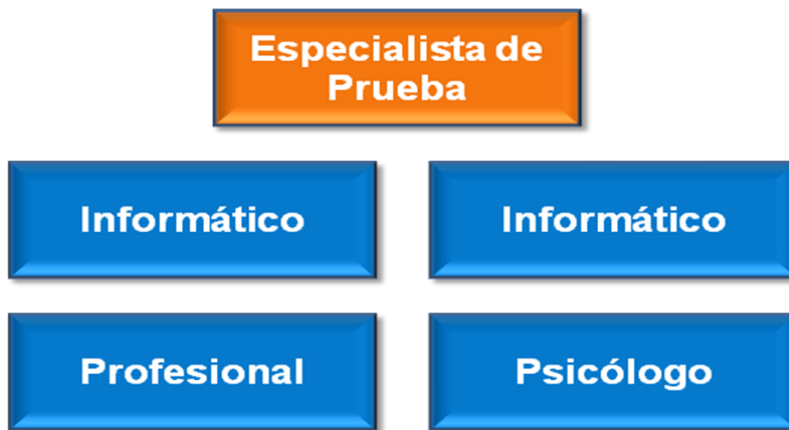 Especialista de
Prueba
Informático
Informático
Profesional
Psicólogo